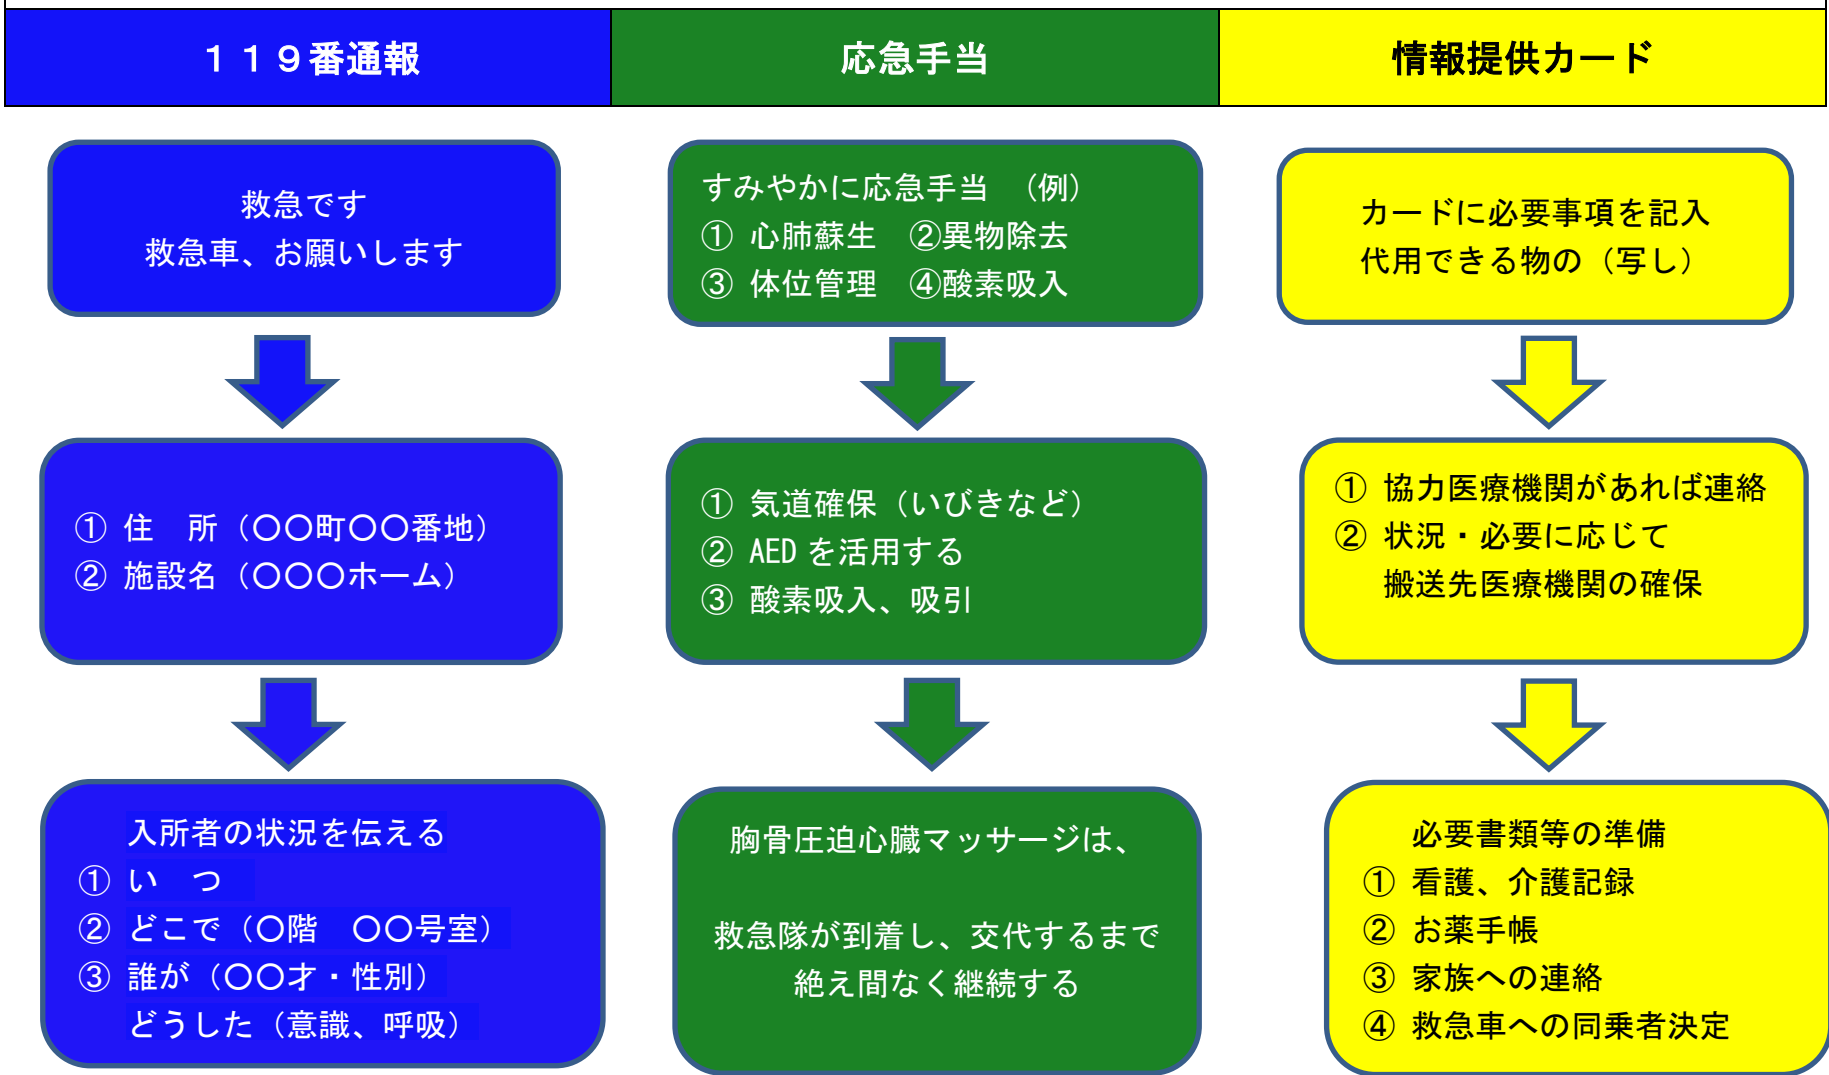 １１９番通報
応急手当
情報提供カード
救急です
救急車、お願いします
① 住　所（〇〇町〇〇番地）
② 施設名（〇〇〇ホーム）
入所者の状況を伝える
① い　つ
② どこで（〇階　〇〇号室）
③ 誰が（〇〇才・性別）
どうした（意識、呼吸）
すみやかに応急手当　（例）
① 心肺蘇生　②異物除去
③ 体位管理　④酸素吸入
① 気道確保（いびきなど）
② AED を活用する
③ 酸素吸入、吸引
胸骨圧迫心臓マッサージは、
救急隊が到着し、交代するまで
絶え間なく継続する
カードに必要事項を記入
代用できる物の（写し）
① 協力医療機関があれば連絡
② 状況・必要に応じて
搬送先医療機関の確保
必要書類等の準備
① 看護、介護記録
② お薬手帳
③ 家族への連絡
④ 救急車への同乗者決定